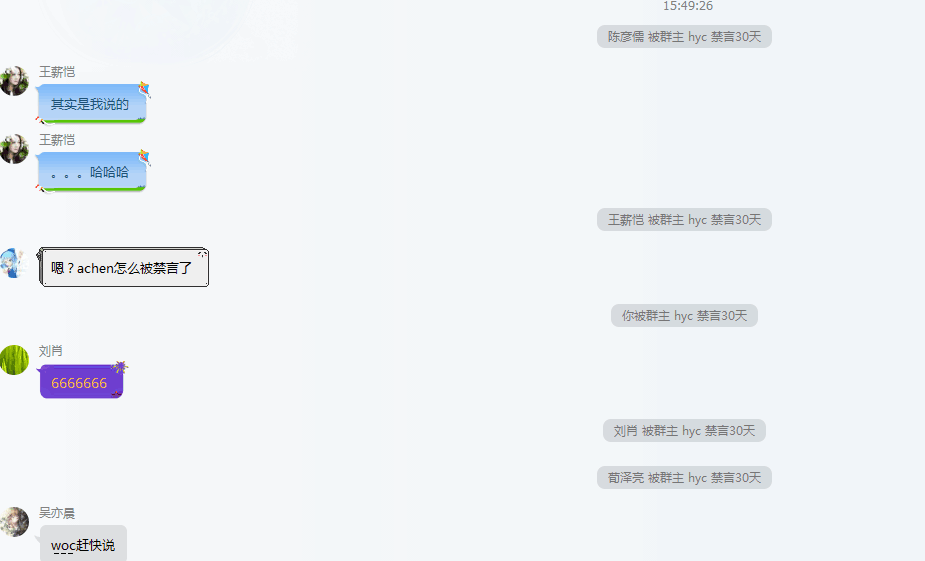 15:49:26
陈彦儒 被群主 hyc 禁言30天
王薪恺
其实是我说的
王薪恺
。。。哈哈哈
王薪恺 被群主 hyc 禁言30天
嗯？achen怎么被禁言了
你被群主 hyc 禁言30天
刘肖
6666666
刘肖 被群主 hyc 禁言30天
荀泽亮 被群主 hyc 禁言30天
吴亦晨
woc赶快说